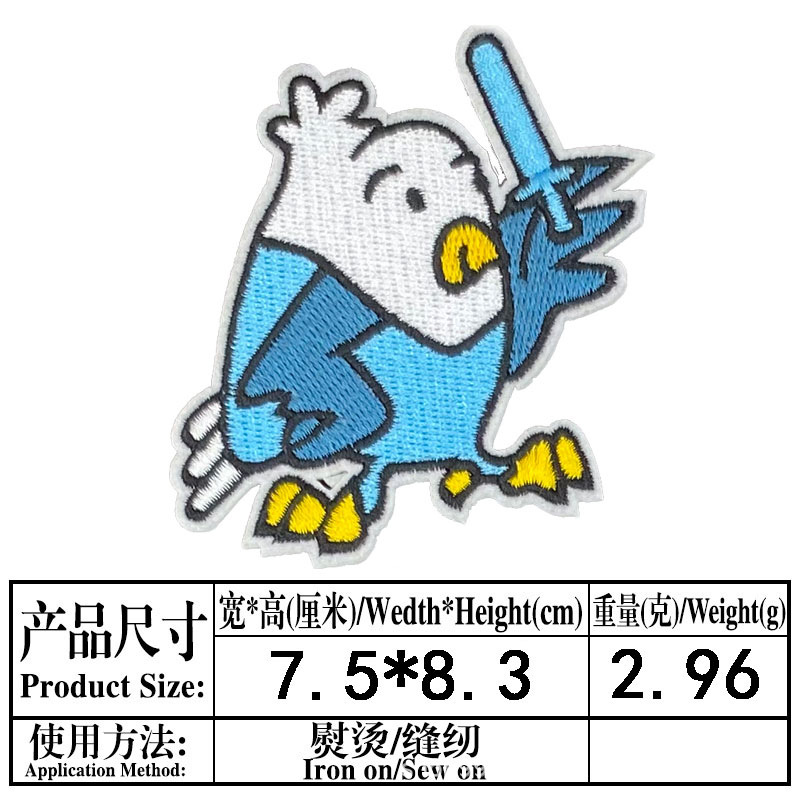 产品尺寸
Product Size:
宽*高(厘米)/Wedth*Height(cm)
重量(克)/Weight(g)
7.5*8.3
2.96
使用方法:
Application Method:
熨烫/缝纫
Iron on/Sew on